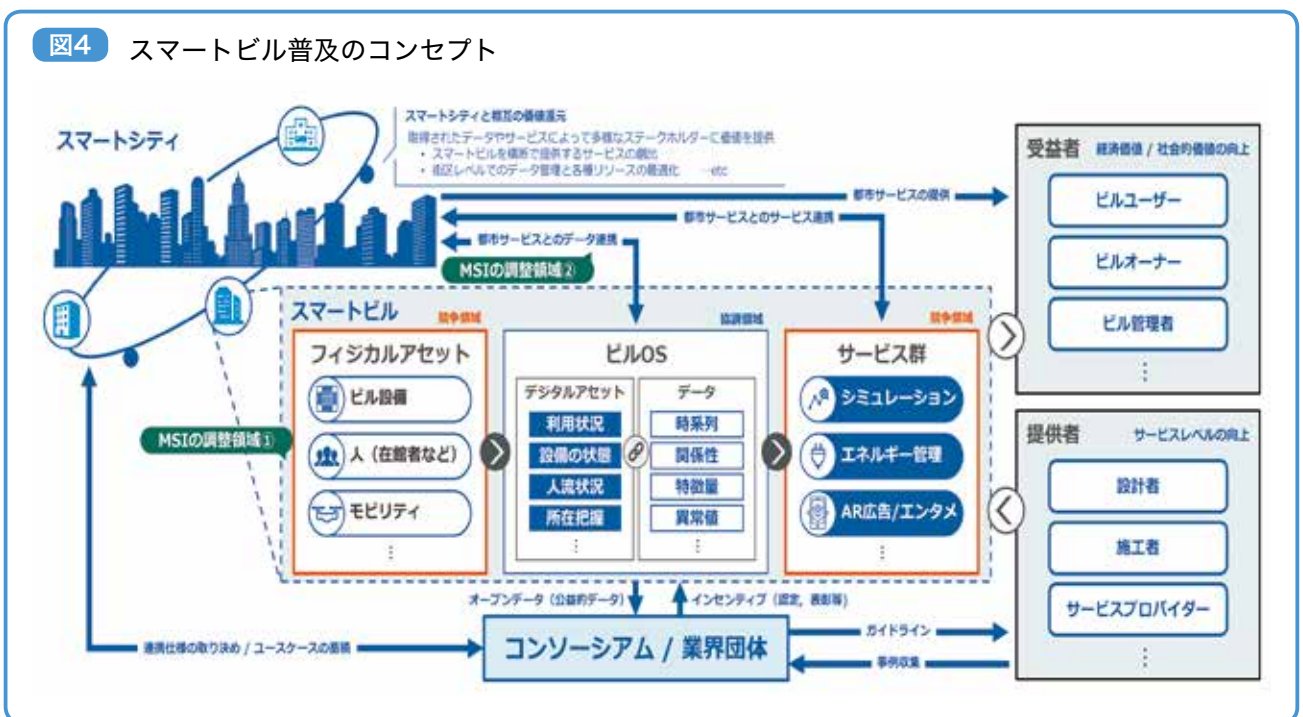 図4 スマートビル普及のコンセプト
スマートシティ
スマートシティと相互の価値還元
取得されたデータやサービスによって多様なステークホルダーに価値を提供
• スマートビルを横断で提供するサービスの創出
• 街区レベルでのデータ管理と各種リソースの最適化 …etc
都市サービスの提供
都市サービスとのサービス連携
都市サービスとのデータ連携
MSIの調整領域②
スマートビル
競争領域
協調領域
競争領域
フィジカルアセット
ビル設備
人(在館者など)
モビリティ
⋮
MSIの調整領域①
ビルOS
デジタルアセット
利用状況
設備の状態
人流状況
所在把握
⋮
データ
時系列
関係性
特徴量
異常値
⋮
サービス群
シミュレーション
エネルギー管理
AR広告/エンタメ
⋮
受益者 経済価値 / 社会的価値の向上
ビルユーザー
ビルオーナー
ビル管理者
⋮
提供者 サービスレベルの向上
設計者
施工者
サービスプロバイダー
⋮
オープンデータ(公益的データ)
インセンティブ(認定, 表彰等)
コンソーシアム / 業界団体
連携仕様の取り決め / ユースケースの蓄積
ガイドライン
事例収集